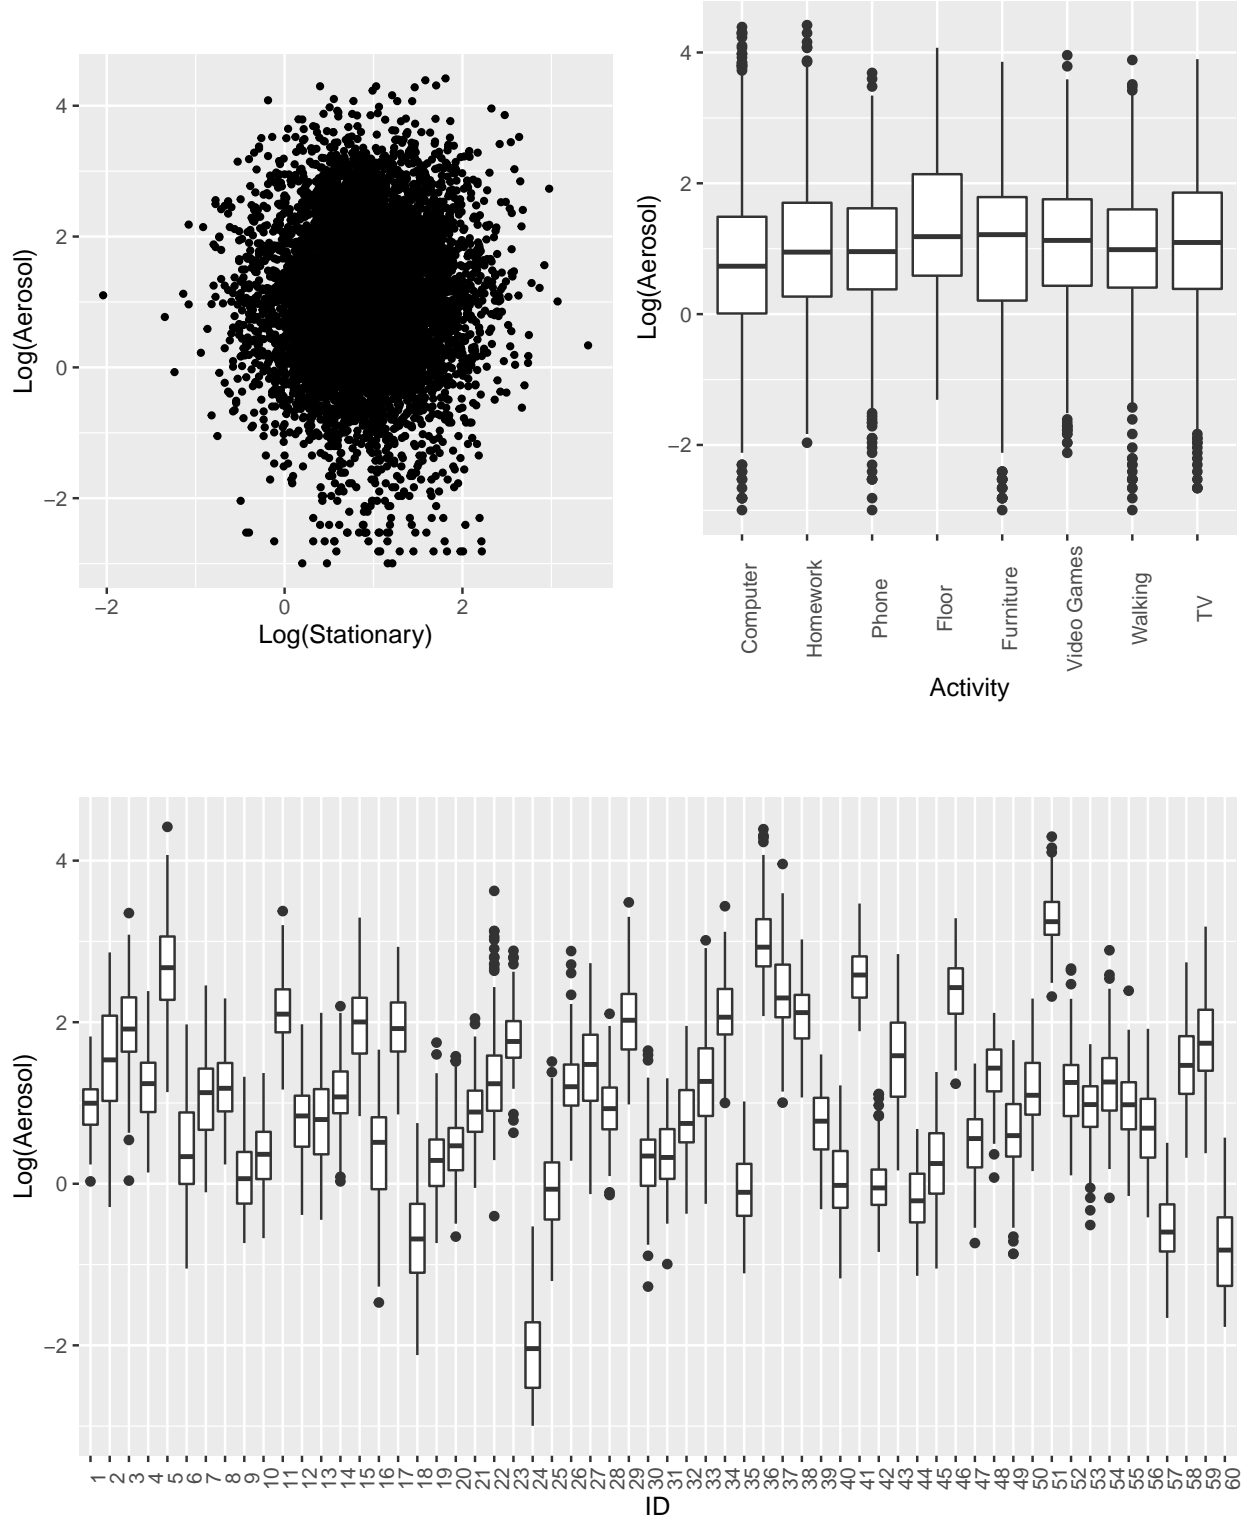 4
2
0
−2
Log(Aerosol)
−2 0 2
Log(Stationary)
4
2
0
−2
Log(Aerosol)
Computer
Homework
Phone
Floor
Furniture
Video Games
Walking
TV
Activity
4
2
0
−2
Log(Aerosol)
1 2 3 4 5 6 7 8 9 10 11 12 13 14 15 16 17 18 19 20 21 22 23 24 25 26 27 28 29 30 31 32 33 34 35 36 37 38 39 40 41 42 43 44 45 46 47 48 49 50 51 52 53 54 55 56 57 58 59 60
ID